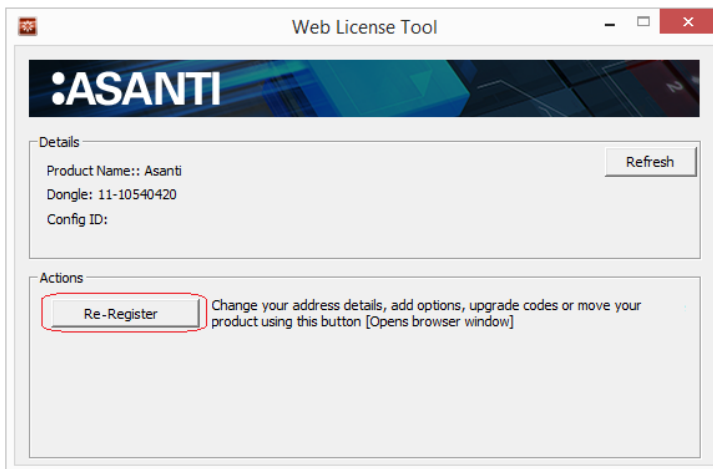 Web License Tool
:ASANTI
Details
Refresh
Product Name:: Asanti
Dongle: 11-10540420
Config ID:
Actions
Re-Register
Change your address details, add options, upgrade codes or move your
product using this button [Opens browser window]